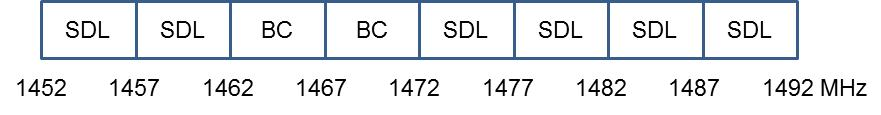 SDL SDL BC BC SDL SDL SDL SDL
1452 1457 1462 1467 1472 1477 1482 1487 1492 MHz